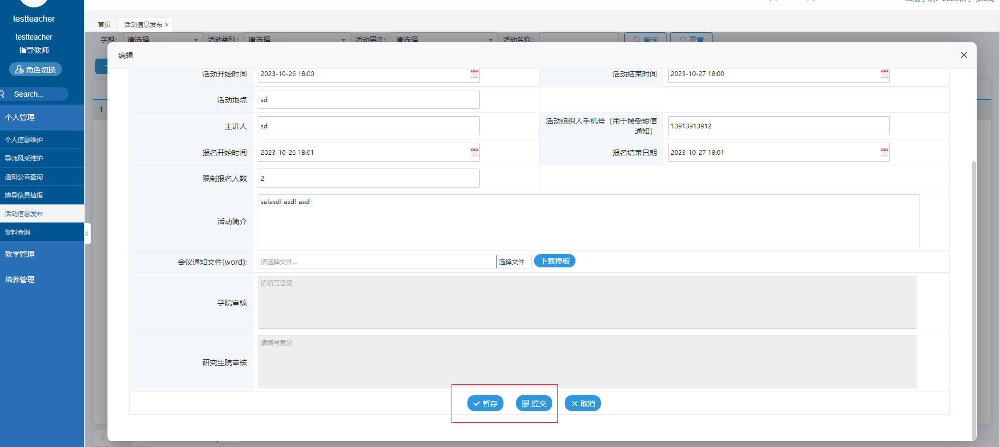 testteacher
testteacher
指导教师
角色切换
Search...
个人管理
个人信息维护
导师风采维护
通知公告查询
博导信息填报
活动信息发布
资料查询
教学管理
培养管理
首页
活动信息发布 ×
学期: 请选择...... 活动类别: 请选择...... 活动层次: 请选择 活动名称: 查询 重置
1
编辑
活动开始时间 2023-10-26 18:00 活动结束时间 2023-10-27 18:00
活动地点 sd
主讲人 sd 活动组织人手机号（用于接受短信
通知） 13913913912
报名开始时间 2023-10-26 18:01 报名结束日期 2023-10-27 18:01
限制报名人数 2
活动简介 safasdf asdf asdf
会议通知文件(word): 请选择文件... 选择文件 下载模板
学院审核 请填写意见
研究生院审核 请填写意见
暂存 提交 取消